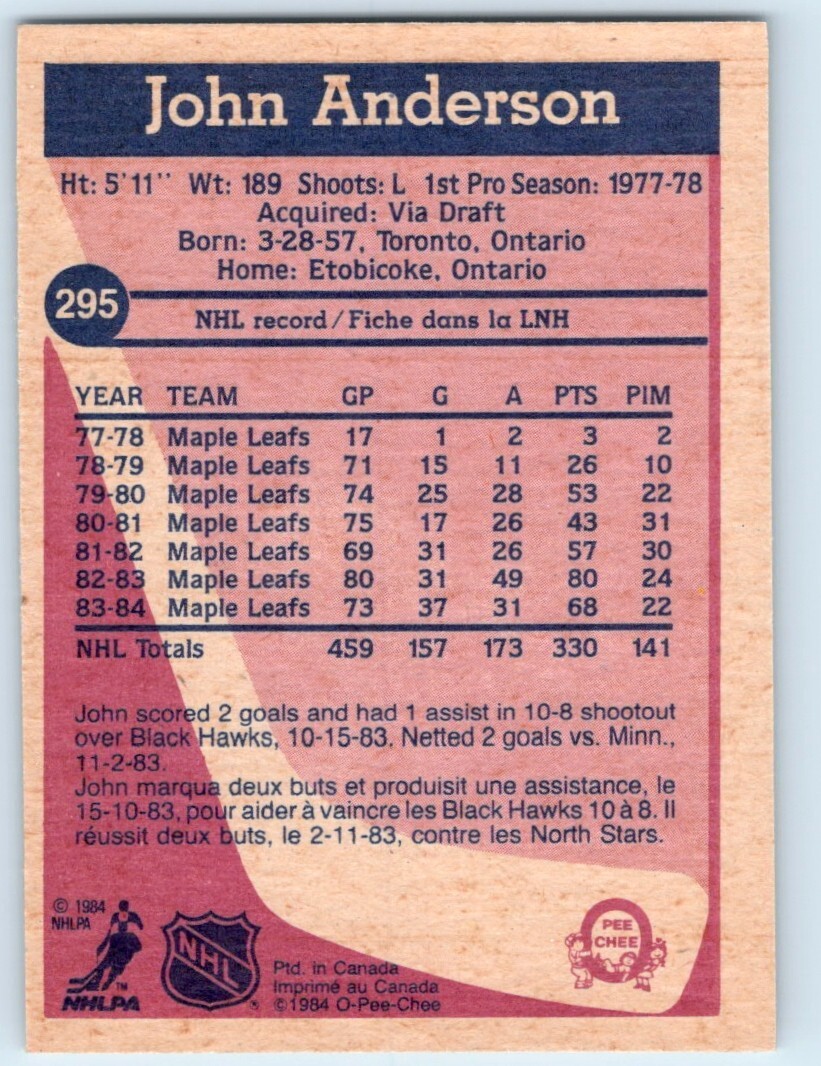 John Anderson
Ht: 5'11'' Wt: 189 Shoots: L 1st Pro Season: 1977-78
Acquired: Via Draft
Born: 3-28-57, Toronto, Ontario
Home: Etobicoke, Ontario
295
NHL record/Fiche dans la LNH
YEAR TEAM GP G A PTS PIM
77-78 Maple Leafs 17 1 2 3 2
78-79 Maple Leafs 71 15 11 26 10
79-80 Maple Leafs 74 25 28 53 22
80-81 Maple Leafs 75 17 26 43 31
81-82 Maple Leafs 69 31 26 57 30
82-83 Maple Leafs 80 31 49 80 24
83-84 Maple Leafs 73 37 31 68 22
NHL Totals 459 157 173 330 141
John scored 2 goals and had 1 assist in 10-8 shootout
over Black Hawks, 10-15-83. Netted 2 goals vs. Minn.,
11-2-83.
John marqua deux buts et produisit une assistance, le
15-10-83, pour aider à vaincre les Black Hawks 10 à 8. Il
réussit deux buts, le 2-11-83, contre les North Stars.
© 1984
NHLPA
TM
NHLPA
NHL
®
Ptd. in Canada
Imprimé au Canada
©1984 O-Pee-Chee
O
PEE
CHEE